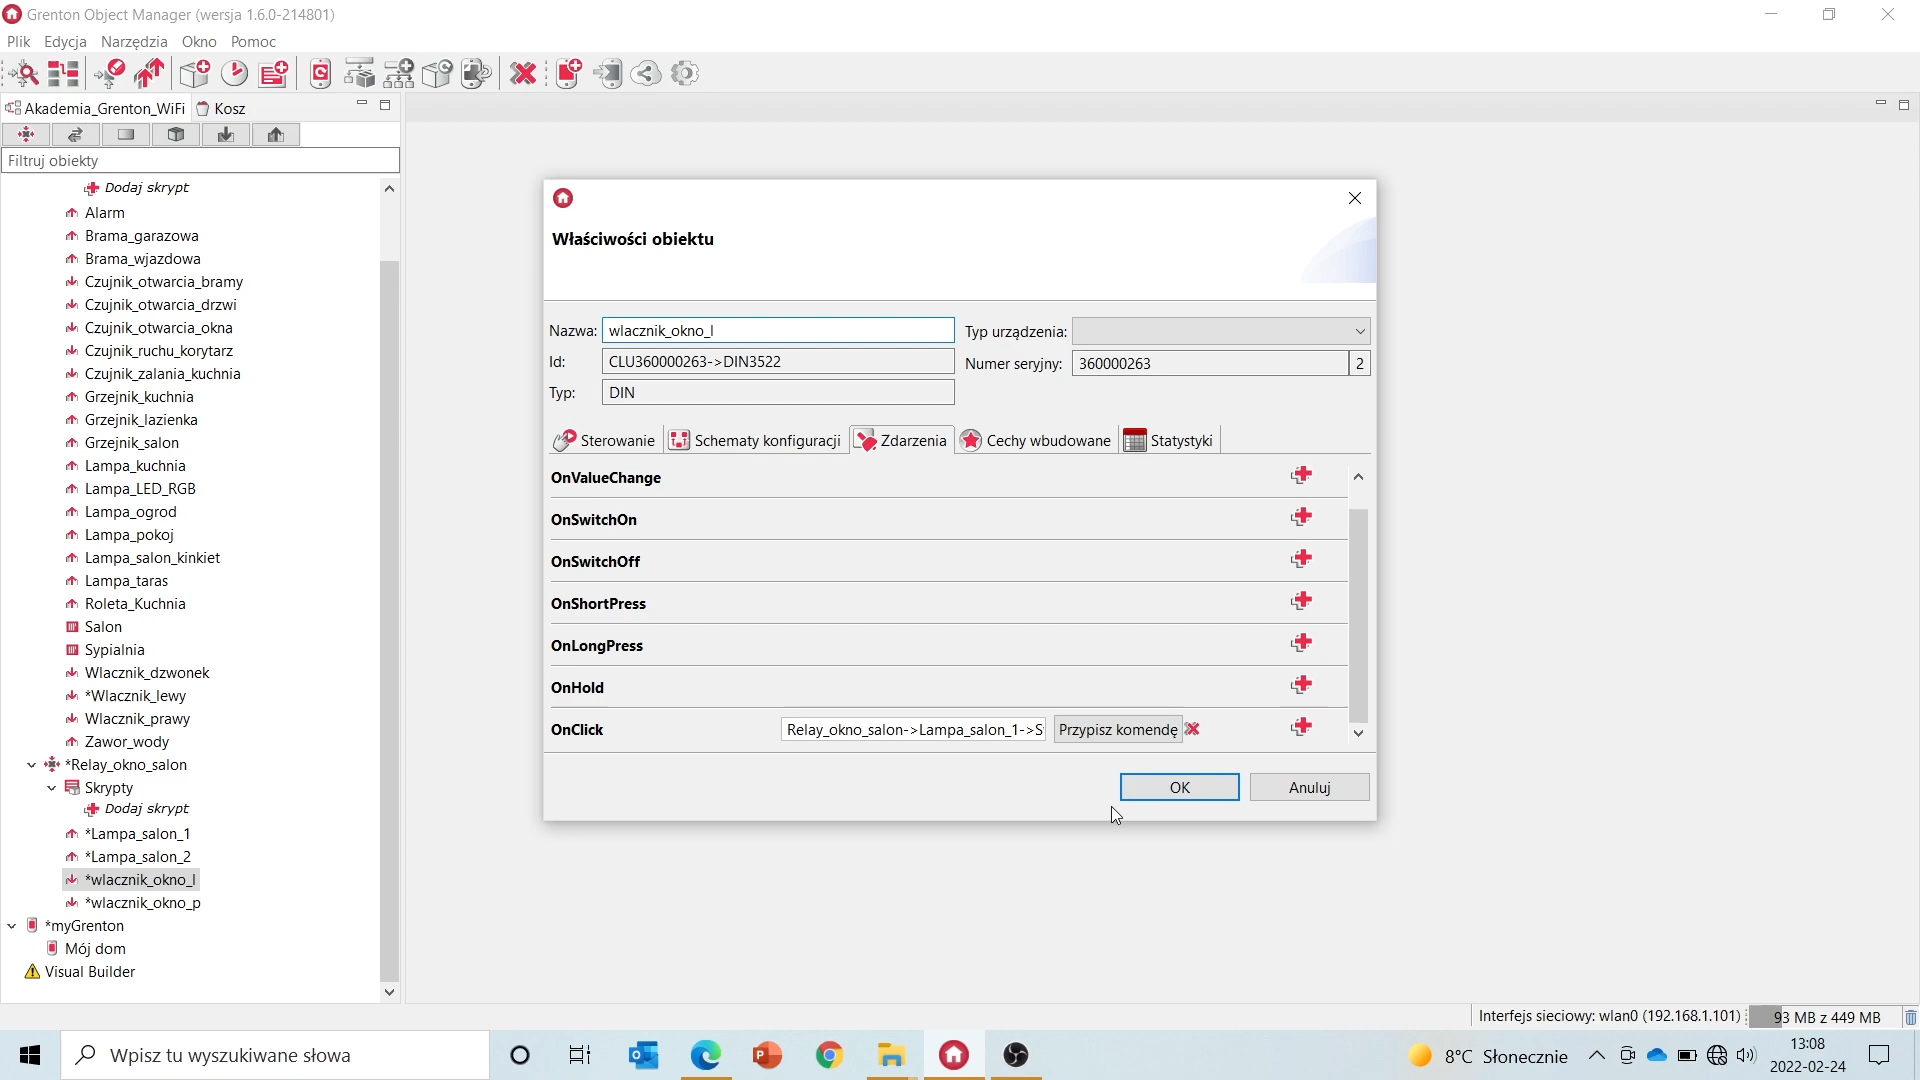 Grenton Object Manager (wersja 1.6.0-214801)
Plik Edycja Narzędzia Okno Pomoc
Akademia_Grenton_WiFi Kosz
Filtruj obiekty
Dodaj skrypt
Alarm
Brama_garazowa
Brama_wjazdowa
Czujnik_otwarcia_bramy
Czujnik_otwarcia_drzwi
Czujnik_otwarcia_okna
Czujnik_ruchu_korytarz
Czujnik_zalania_kuchnia
Grzejnik_kuchnia
Grzejnik_lazienka
Grzejnik_salon
Lampa_kuchnia
Lampa_LED_RGB
Lampa_ogrod
Lampa_pokoj
Lampa_salon_kinkiet
Lampa_taras
Roleta_Kuchnia
Salon
Sypialnia
Wlacznik_dzwonek
*Wlacznik_lewy
Wlacznik_prawy
Zawor_wody
*Relay_okno_salon
Skrypty
Dodaj skrypt
*Lampa_salon_1
*Lampa_salon_2
*wlacznik_okno_l
*wlacznik_okno_p
*myGrenton
Mój dom
Visual Builder
Właściwości obiektu
Nazwa: wlacznik_okno_l Typ urządzenia:
Id: CLU360000263->DIN3522 Numer seryjny: 360000263 2
Typ: DIN
Sterowanie Schematy konfiguracji Zdarzenia Cechy wbudowane Statystyki
OnValueChange
OnSwitchOn
OnSwitchOff
OnShortPress
OnLongPress
OnHold
OnClick Relay_okno_salon->Lampa_salon_1->S Przypisz komendę
OK Anuluj
Interfejs sieciowy: wlan0 (192.168.1.101) 93 MB z 449 MB
Wpisz tu wyszukiwane słowa
8°C Słonecznie
13:08
2022-02-24